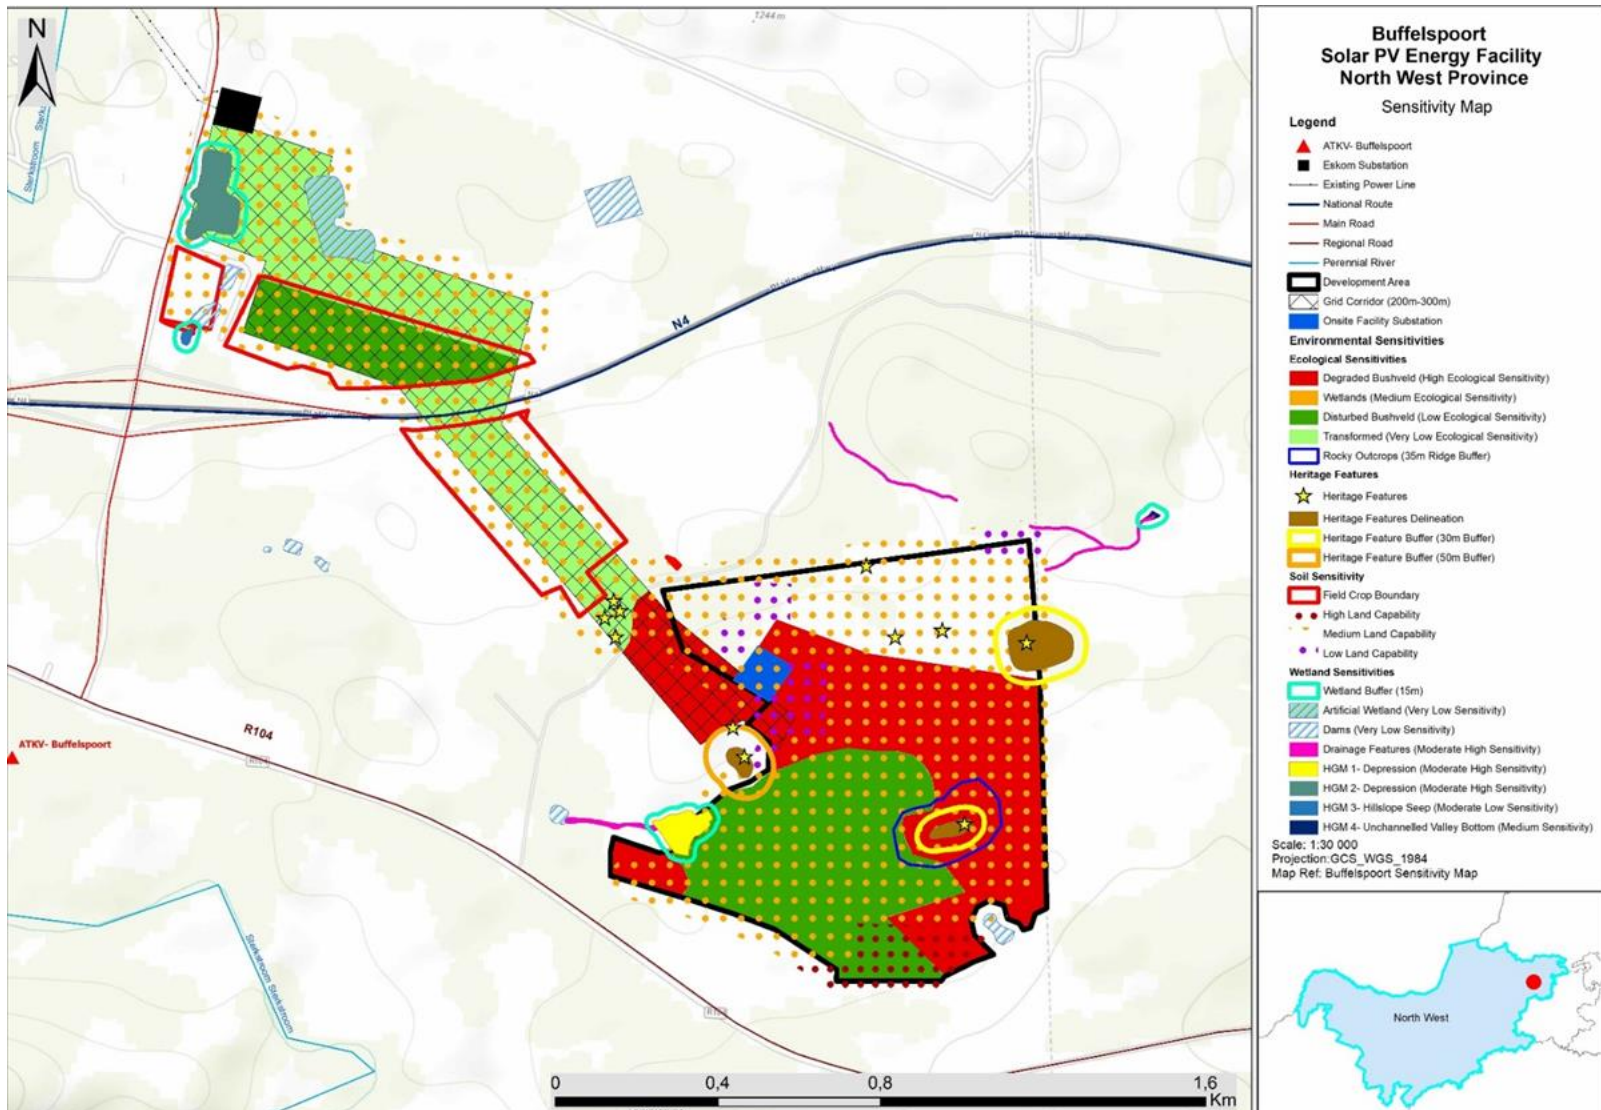 N
1244 m
Sterkstroom
N4
R104
ATKV- Buffelspoort
Sterkstroom Sterkstroom
0 0,4 0,8 1,6
Km
Buffelspoort
Solar PV Energy Facility
North West Province
Sensitivity Map
Legend
ATKV- Buffelspoort
Eskom Substation
Existing Power Line
National Route
Main Road
Regional Road
Perennial River
Development Area
Grid Corridor (200m-300m)
Onsite Facility Substation
Environmental Sensitivities
Ecological Sensitivities
Degraded Bushveld (High Ecological Sensitivity)
Wetlands (Medium Ecological Sensitivity)
Disturbed Bushveld (Low Ecological Sensitivity)
Transformed (Very Low Ecological Sensitivity)
Rocky Outcrops (35m Ridge Buffer)
Heritage Features
Heritage Features
Heritage Features Delineation
Heritage Feature Buffer (30m Buffer)
Heritage Feature Buffer (50m Buffer)
Soil Sensitivity
Field Crop Boundary
High Land Capability
Medium Land Capability
Low Land Capability
Wetland Sensitivities
Wetland Buffer (15m)
Artificial Wetland (Very Low Sensitivity)
Dams (Very Low Sensitivity)
Drainage Features (Moderate High Sensitivity)
HGM 1- Depression (Moderate High Sensitivity)
HGM 2- Depression (Moderate High Sensitivity)
HGM 3- Hillslope Seep (Moderate Low Sensitivity)
HGM 4- Unchannelled Valley Bottom (Medium Sensitivity)
Scale: 1:30 000
Projection:GCS_WGS_1984
Map Ref: Buffelspoort Sensitivity Map
North West